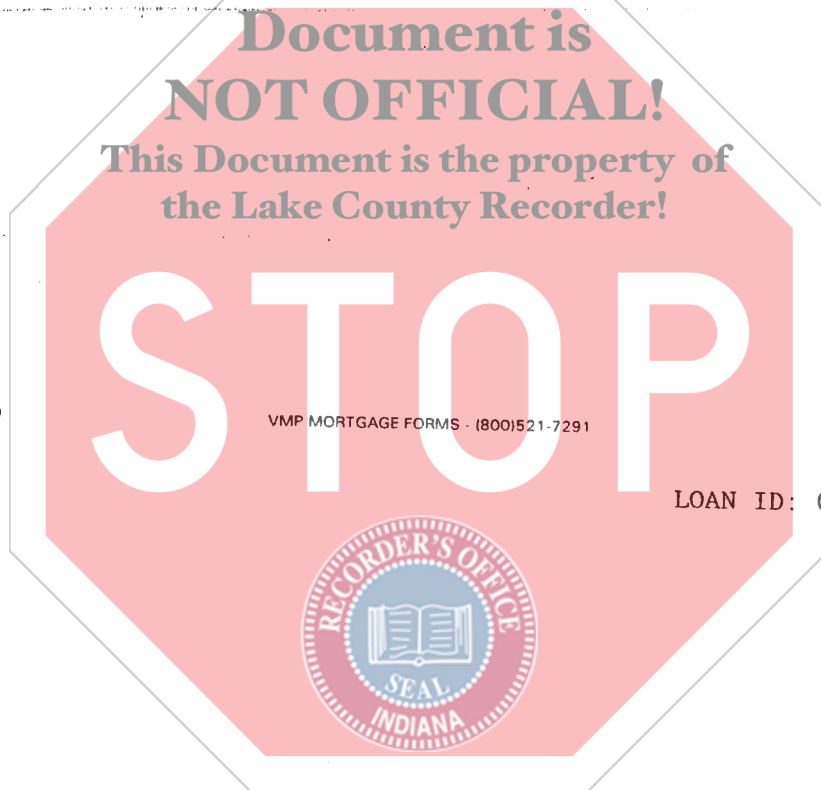 Document is
NOT OFFICIAL!
This Document is the property of
the Lake County Recorder!
STOP
VMP MORTGAGE FORMS - (800)521-7291
LOAN ID:
RECORDER'S OFFICE
SEAL
INDIANA